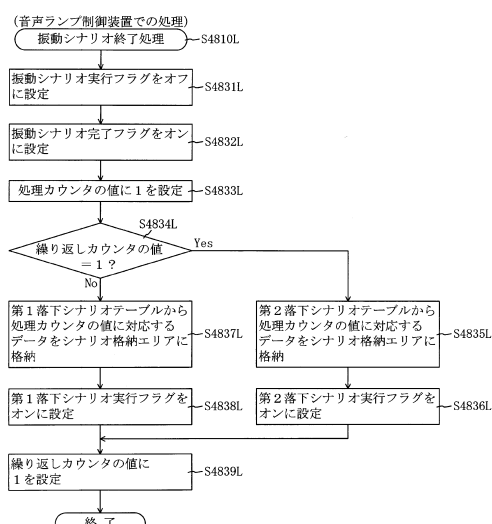 (音声ランプ制御装置での処理)
振動シナリオ終了処理
S4810L
振動シナリオ実行フラグをオフ
に設定
S4831L
振動シナリオ完了フラグをオン
に設定
S4832L
処理カウンタの値に1を設定
S4833L
S4834L
繰り返しカウンタの値
=1?
Yes
No
第1落下シナリオテーブルから
処理カウンタの値に対応する
データをシナリオ格納エリアに
格納
S4837L
第2落下シナリオテーブルから
処理カウンタの値に対応する
データをシナリオ格納エリアに
格納
S4835L
第1落下シナリオ実行フラグを
オンに設定
S4838L
第2落下シナリオ実行フラグを
オンに設定
S4836L
繰り返しカウンタの値に
1を設定
S4839L
終了